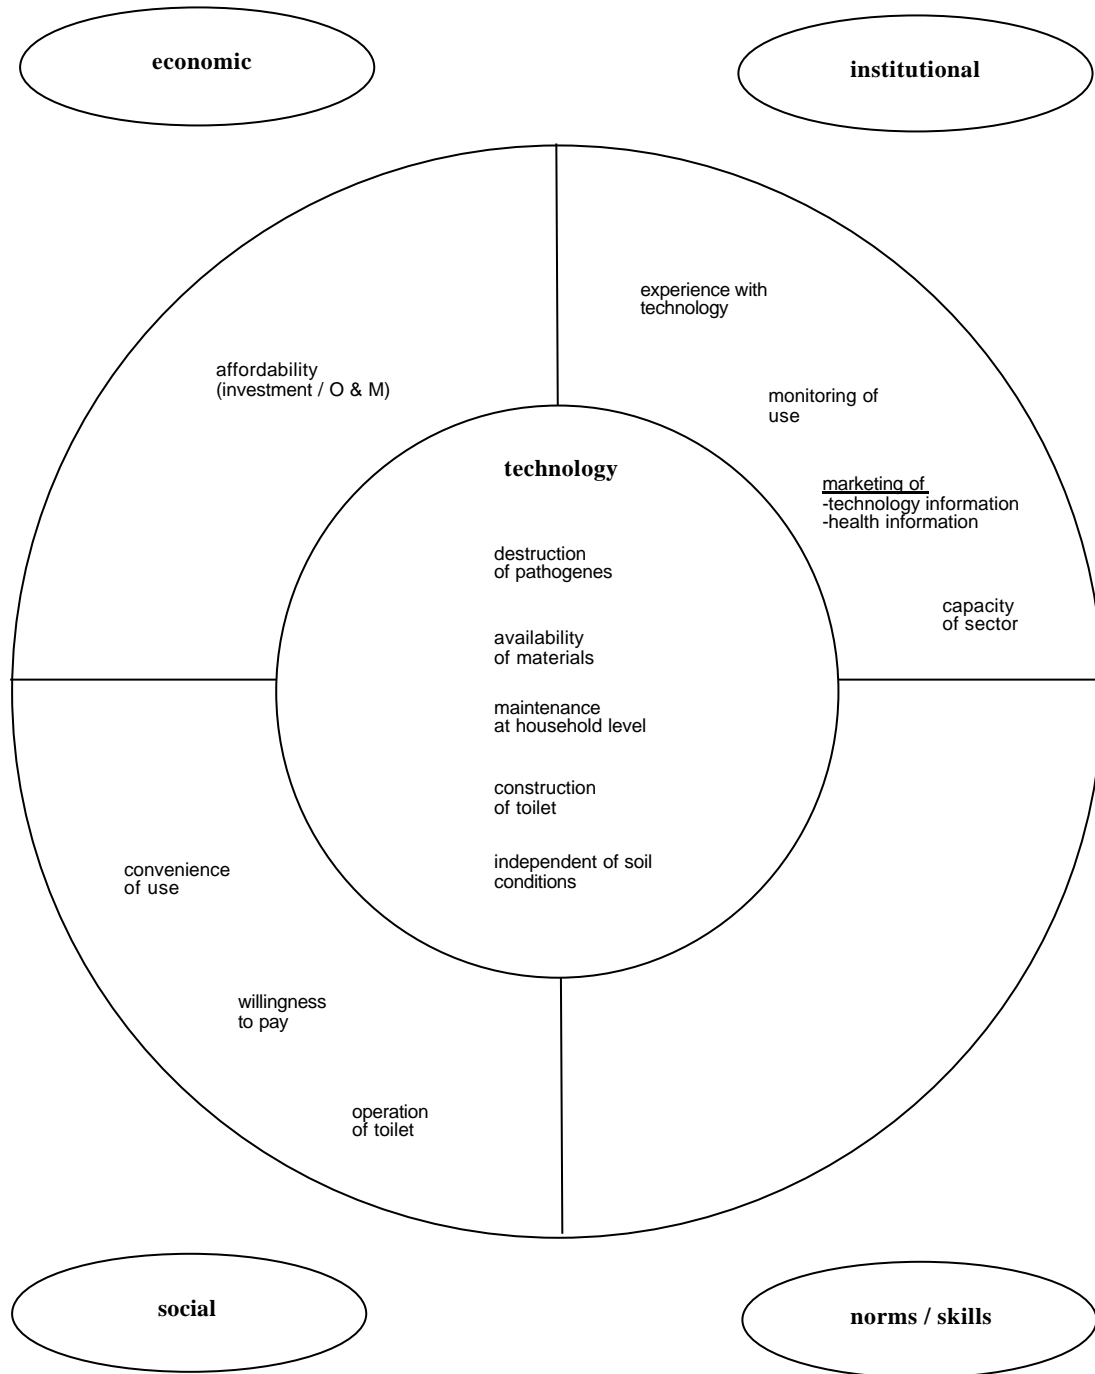 economic
institutional
experience with
technology
affordability
(investment / O & M)
monitoring of
use
technology
marketing of
-technology information
-health information
destruction
of pathogenes
capacity
of sector
availability
of materials
maintenance
at household level
construction
of toilet
independent of soil
conditions
convenience
of use
willingness
to pay
operation
of toilet
social
norms / skills